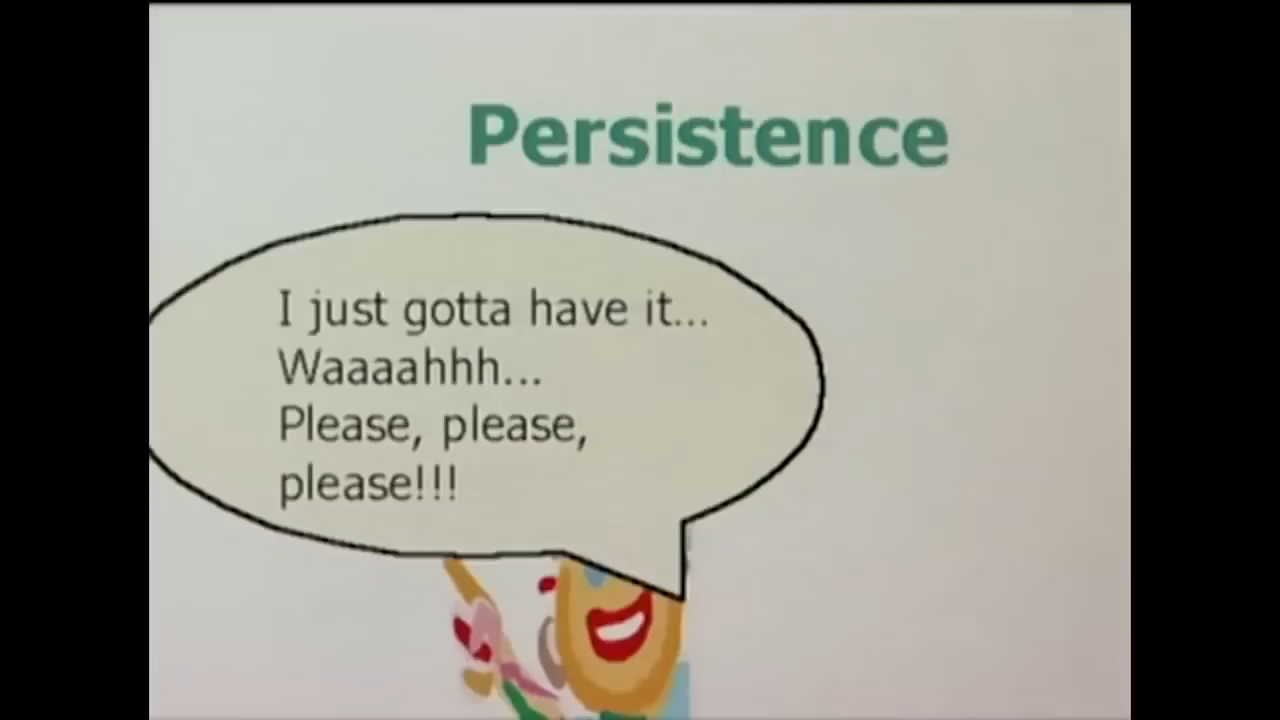 Persistence
I just gotta have it...
Waaaahhh...
Please, please,
please!!!